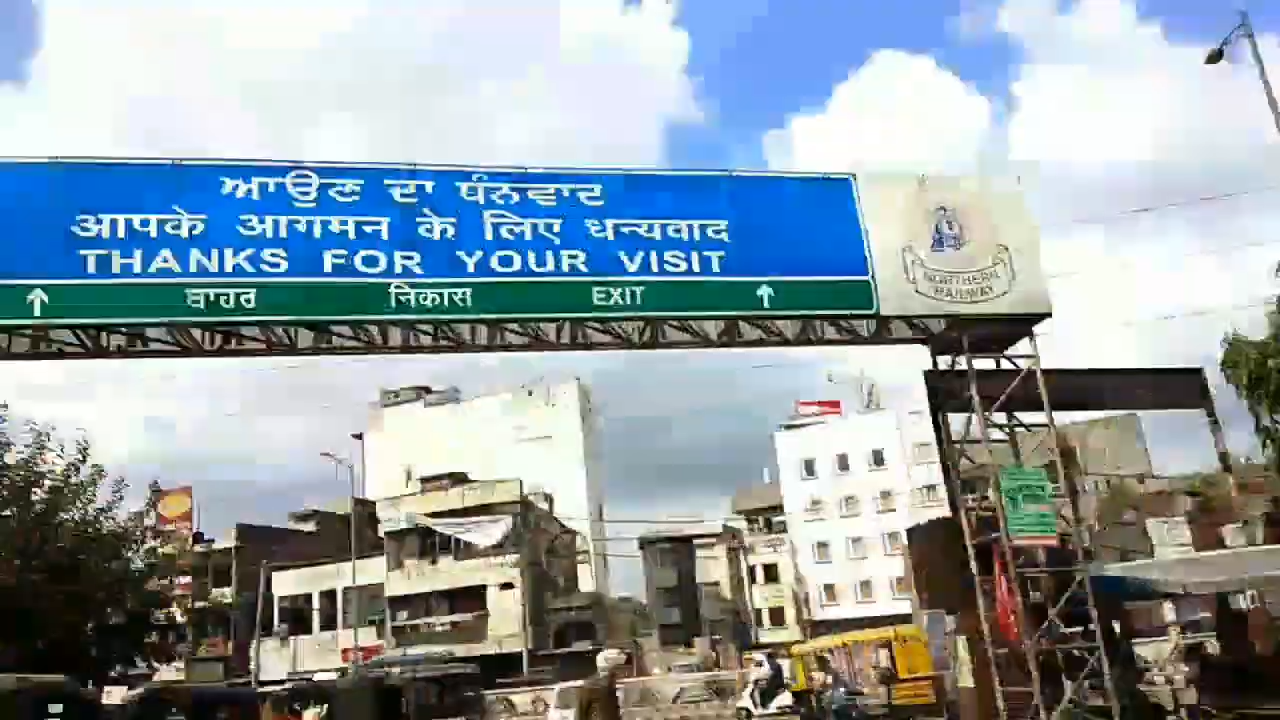 ਆਉਣ ਦਾ ਧੰਨਵਾਦ
आपके आगमन के लिए धन्यवाद
THANKS FOR YOUR VISIT
ਬਾਹਰ निकास EXIT
NORTHERN
RAILWAY